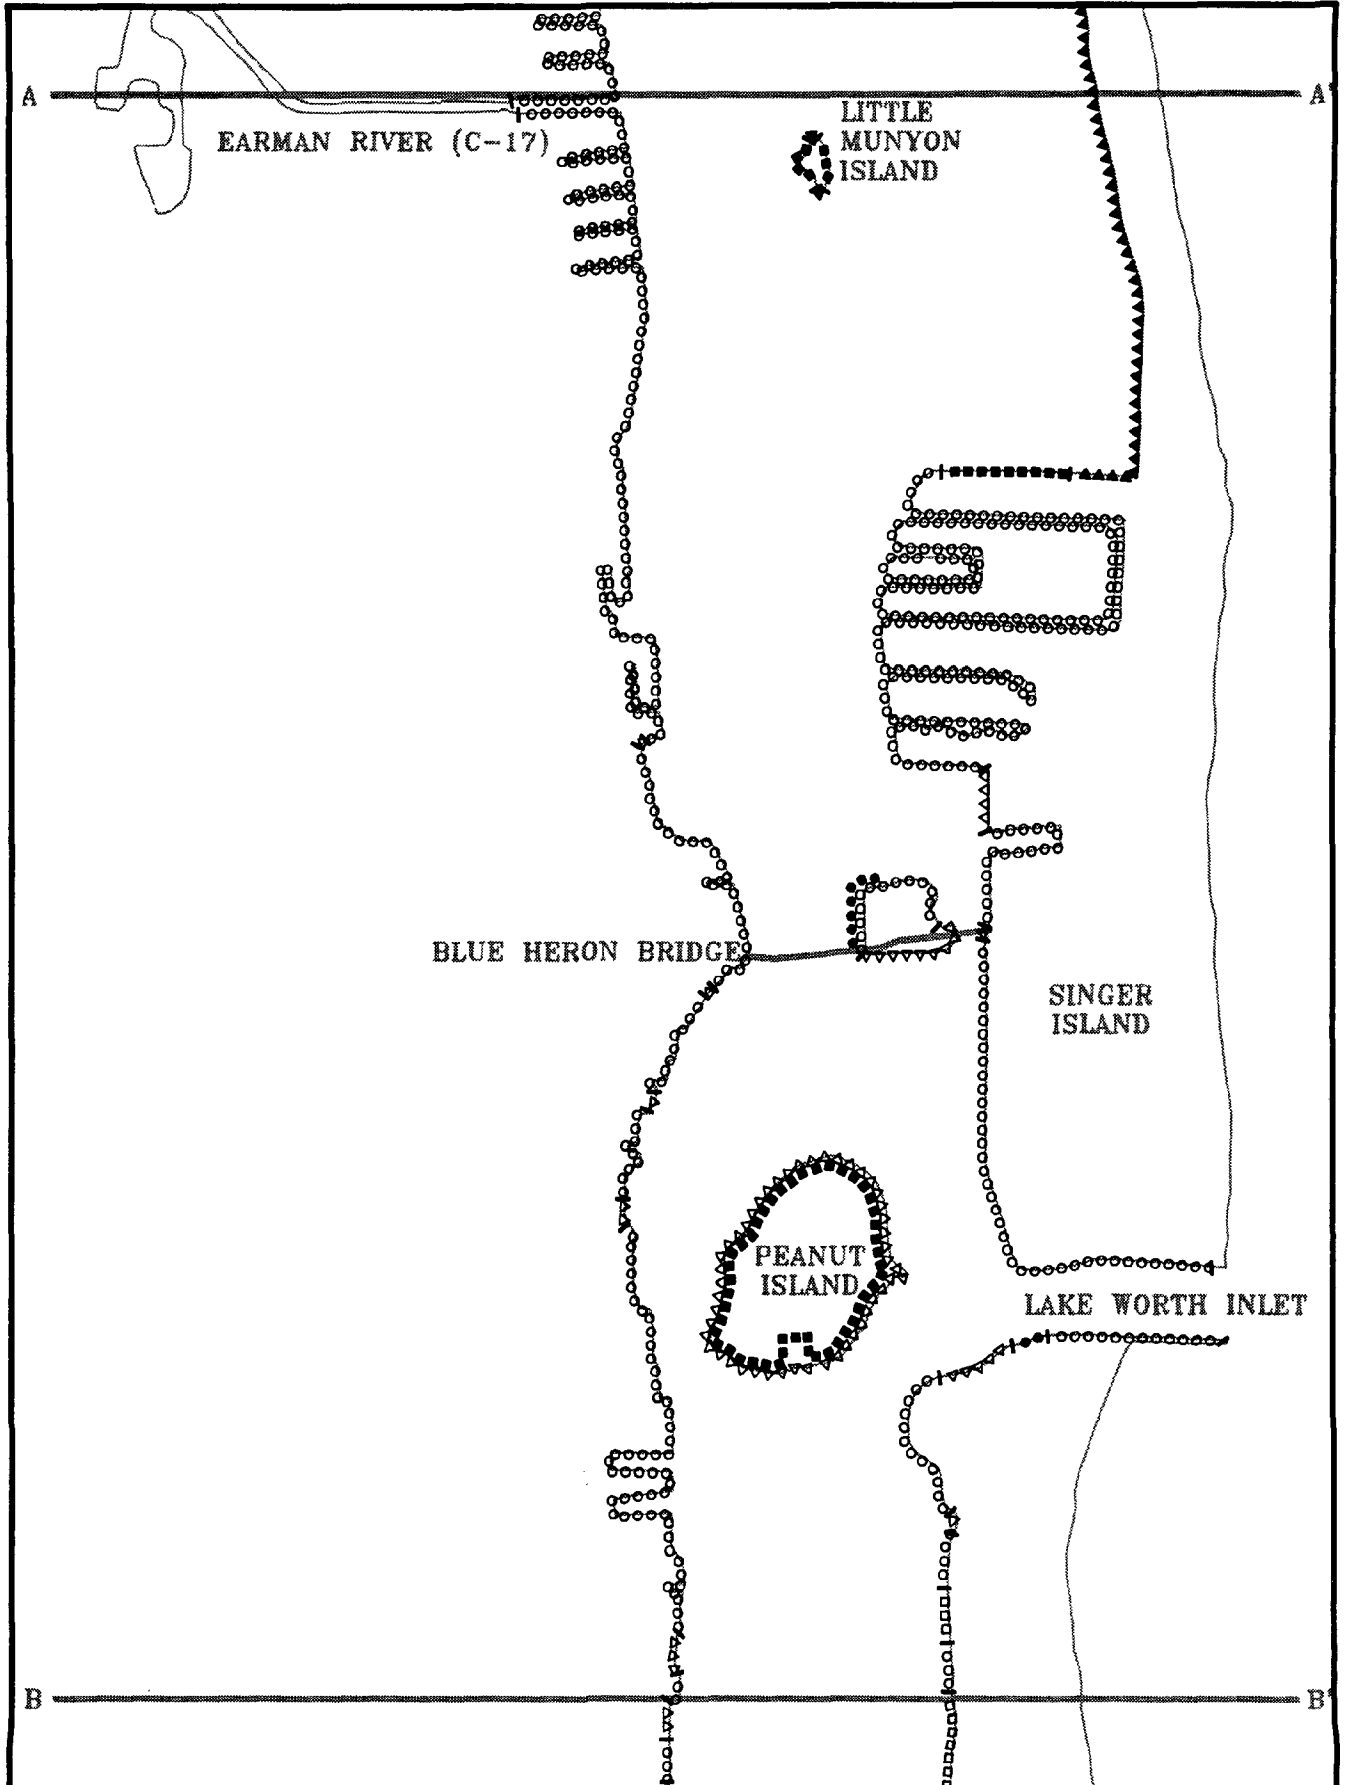 A A'
LITTLE
MUNYON
ISLAND
EARMAN RIVER (C-17)
BLUE HERON BRIDGE
SINGER
ISLAND
PEANUT
ISLAND
LAKE WORTH INLET
B B'